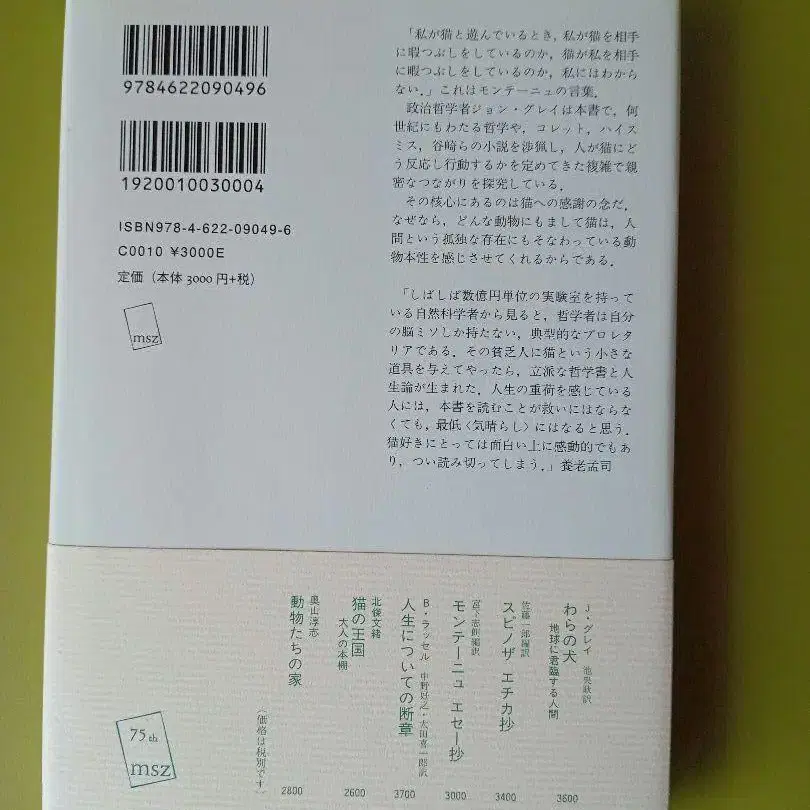 9784622090496
1920010030004
ISBN978-4-622-09049-6
C0010 ¥3000E
定価（本体 3000 円+税）
msz
「私が猫と遊んでいるとき，私が猫を相手
に暇つぶしをしているのか，猫が私を相手
に暇つぶしをしているのか，私にはわから
ない．」これはモンテーニュの言葉．
政治哲学者ジョン・グレイは本書で，何
世紀にもわたる哲学や，コレット，ハイス
ミス，谷崎らの小説を渉猟し，人が猫にど
う反応し行動するかを定めてきた複雑で親
密なつながりを探究している．
その核心にあるのは猫への感謝の念だ．
なぜなら，どんな動物にもまして猫は，人
間という孤独な存在にもそなわっている動
物本性を感じさせてくれるからである．
「しばしば数億円単位の実験室を持って
いる自然科学者から見ると，哲学者は自分
の脳ミソしか持たない，典型的なプロレタ
リアである．その貧乏人に猫という小さな
道具を与えてやったら，立派な哲学書と人
生論が生まれた．人生の重荷を感じている
人には，本書を読むことが救いにはならな
くても，最低〈気晴らし〉にはなると思う．
猫好きにとっては面白い上に感動的でもあ
り，つい読み切ってしまう．」養老孟司
J・グレイ 池央耿訳
わらの犬
地球に君臨する人間
3600
佐藤一郎編訳
スピノザ エチカ抄
3400
宮下志朗編訳
モンテーニュ エセー抄
3000
B・ラッセル 中野好之・太田喜一郎訳
人生についての断章
3700
北條文緒
猫の王国
大人の本棚
2600
奥山淳志
動物たちの家
2800
（価格は税別です）
75th
msz